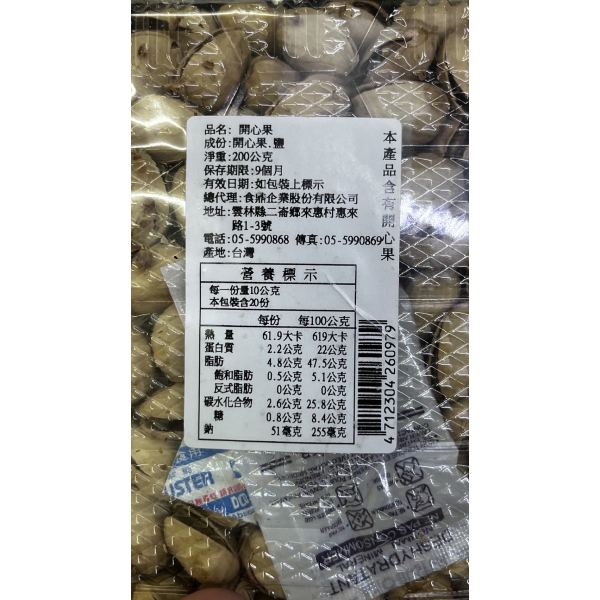 品名: 開心果
成份:開心果.鹽
淨重:200公克
保存期限:9個月
有效日期:如包裝上標示
總代理:食鼎企業股份有限公司
地址:雲林縣二崙鄉來惠村惠來
路1-3號
電話:05-5990868 傳真:05-5990869
產地:台灣
本產品含有開心果
營養標示
每一份量10公克
本包裝含20份
每份 每100公克
熱量 61.9大卡 619大卡
蛋白質 2.2公克 22公克
脂肪 4.8公克 47.5公克
飽和脂肪 0.5公克 5.1公克
反式脂肪 0公克 0公克
碳水化合物 2.6公克 25.8公克
糖 0.8公克 8.4公克
鈉 51毫克 255毫克
4712304260979
DESHYDRATANT
MINERAL